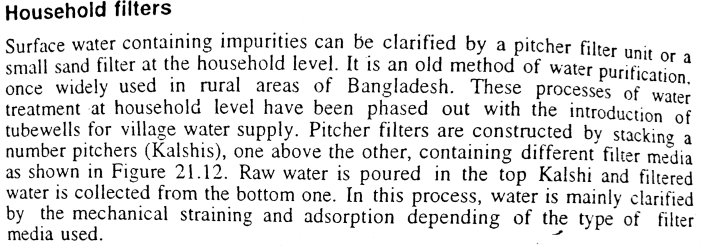 Household filters
Surface water containing impurities can be clarified by a pitcher filter unit or a
small sand filter at the household level. It is an old method of water purification,
once widely used in rural areas of Bangladesh. These processes of water
treatment at household level have been phased out with the introduction of
tubewells for village water supply. Pitcher filters are constructed by stacking a
number pitchers (Kalshis), one above the other, containing different filter media
as shown in Figure 21.12. Raw water is poured in the top Kalshi and filtered
water is collected from the bottom one. In this process, water is mainly clarified
by the mechanical straining and adsorption depending of the type of filter
media used.